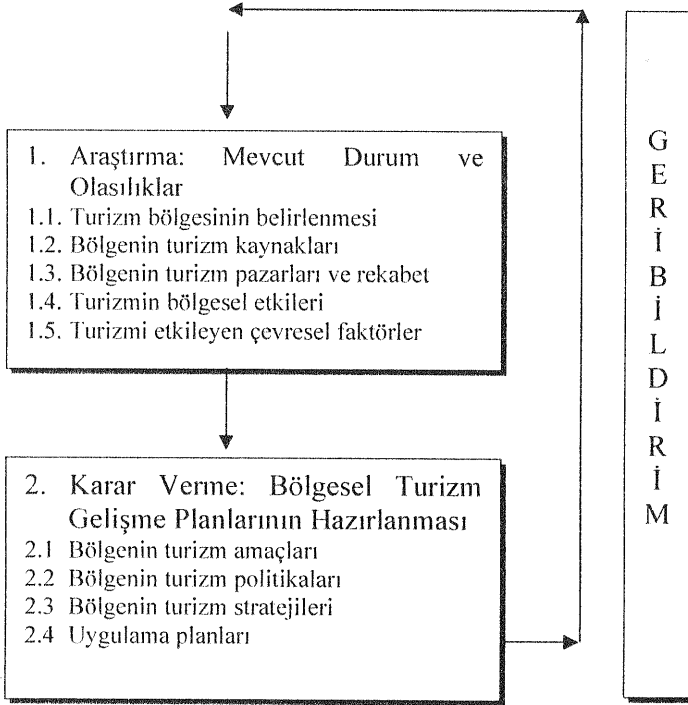 1. Araştırma: Mevcut Durum ve
Olasılıklar
1.1. Turizm bölgesinin belirlenmesi
1.2. Bölgenin turizm kaynakları
1.3. Bölgenin turizm pazarları ve rekabet
1.4. Turizmin bölgesel etkileri
1.5. Turizmi etkileyen çevresel faktörler
2. Karar Verme: Bölgesel Turizm
Gelişme Planlarının Hazırlanması
2.1 Bölgenin turizm amaçları
2.2 Bölgenin turizm politikaları
2.3 Bölgenin turizm stratejileri
2.4 Uygulama planları
G
E
R
İ
B
İ
L
D
İ
R
İ
M